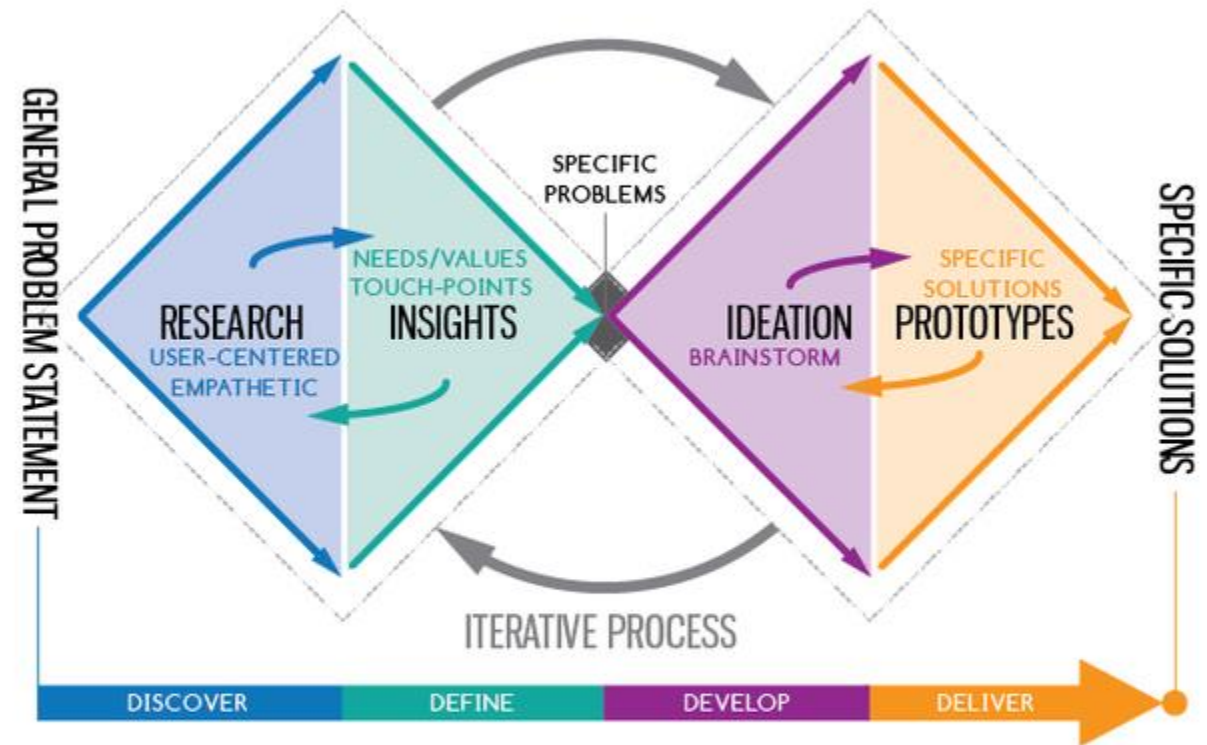 GENERAL PROBLEM STATEMENT
RESEARCH
USER-CENTERED
EMPATHETIC
NEEDS/VALUES
TOUCH-POINTS
INSIGHTS
SPECIFIC
PROBLEMS
IDEATION
BRAINSTORM
SPECIFIC
SOLUTIONS
PROTOTYPES
SPECIFIC SOLUTIONS
ITERATIVE PROCESS
DISCOVER
DEFINE
DEVELOP
DELIVER